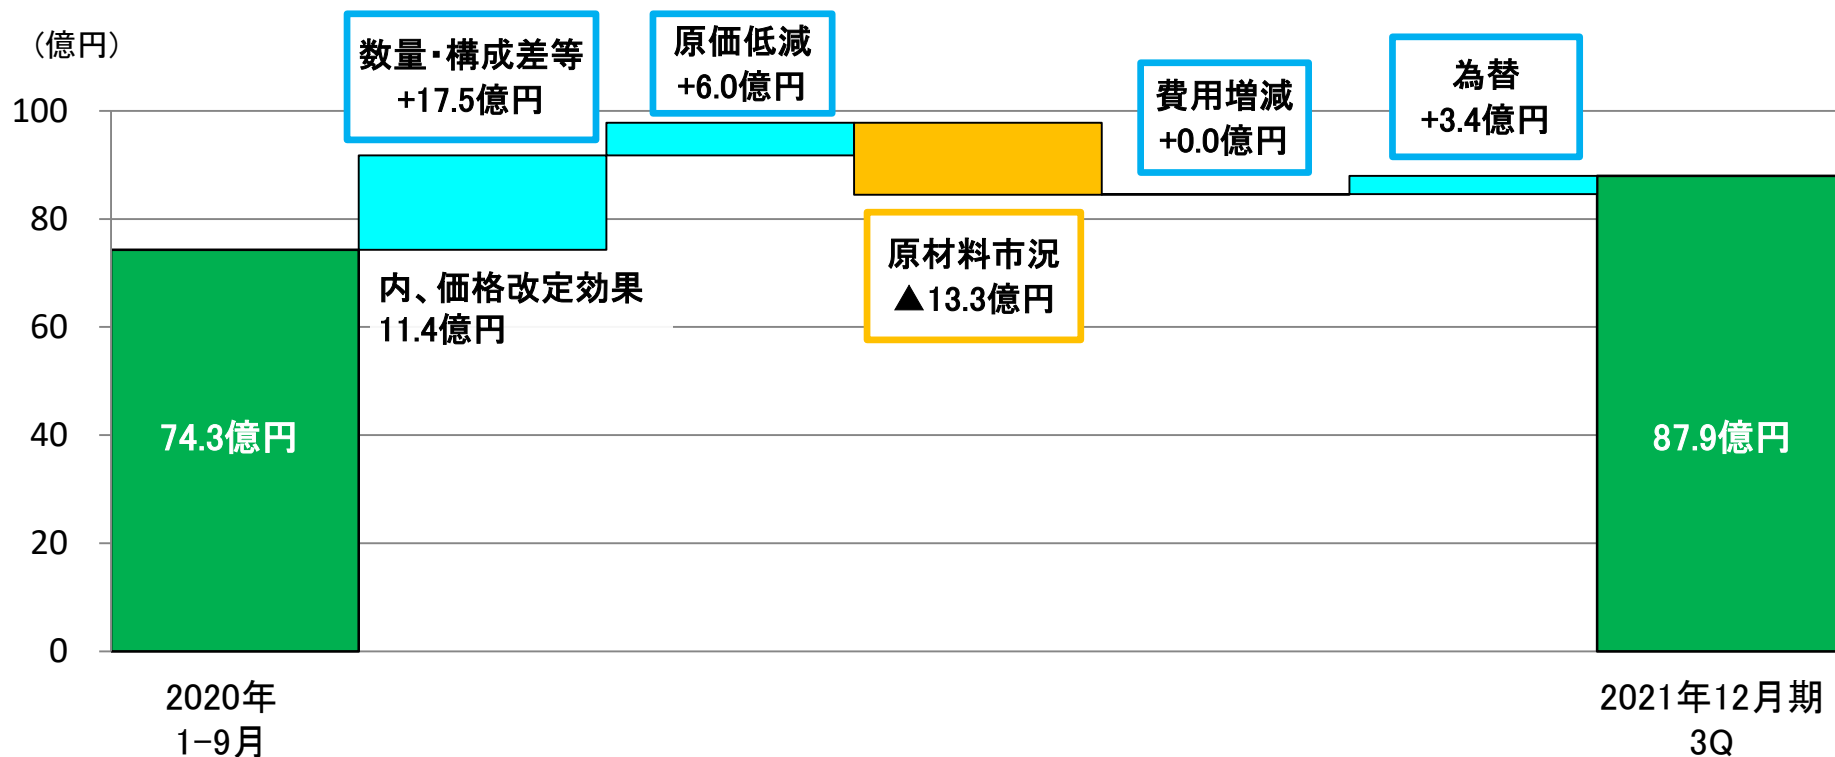 （億円）
数量・構成差等
+17.5億円
原価低減
+6.0億円
費用増減
+0.0億円
為替
+3.4億円
100
80
60
40
20
0
内、価格改定効果
11.4億円
原材料市況
▲13.3億円
74.3億円
87.9億円
2020年
1-9月
2021年12月期
3Q